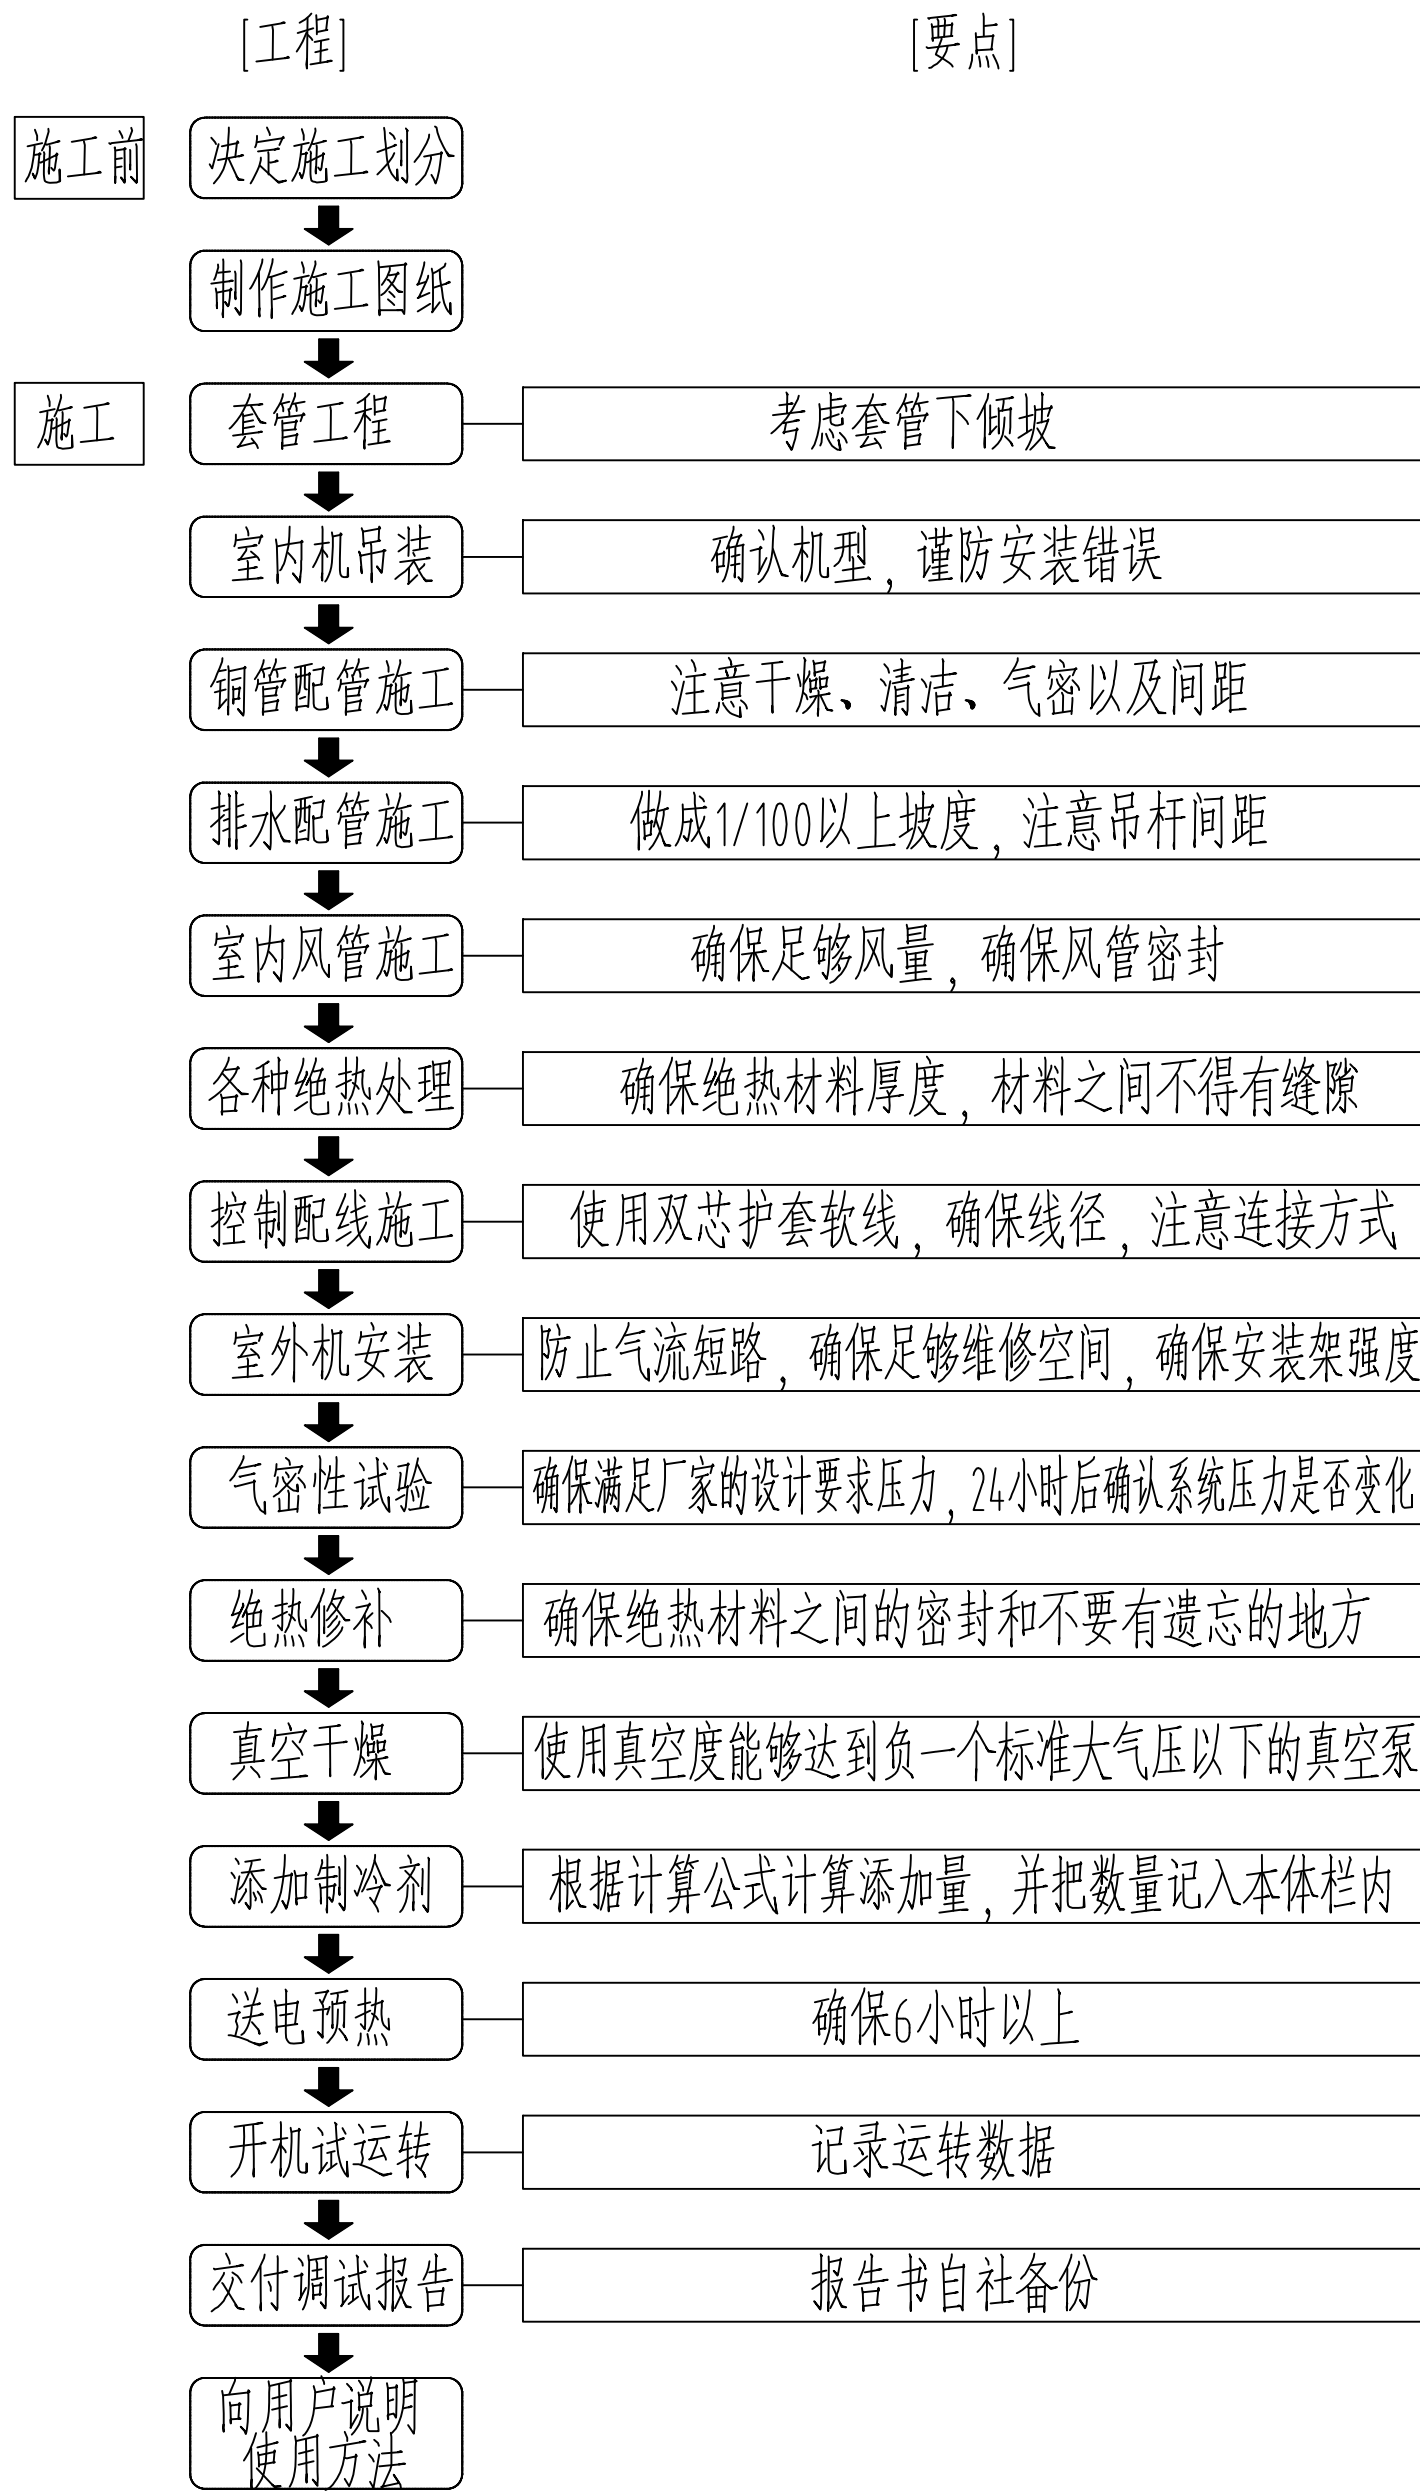 [工程] [要点]
施工前 决定施工划分
制作施工图纸
施工 套管工程 考虑套管下倾坡
室内机吊装 确认机型,谨防安装错误
铜管配管施工 注意干燥、清洁、气密以及间距
排水配管施工 做成1/100以上坡度,注意吊杆间距
室内风管施工 确保足够风量,确保风管密封
各种绝热处理 确保绝热材料厚度,材料之间不得有缝隙
控制配线施工 使用双芯护套软线,确保线径,注意连接方式
室外机安装 防止气流短路,确保足够维修空间,确保安装架强度
气密性试验 确保满足厂家的设计要求压力,24小时后确认系统压力是否变化
绝热修补 确保绝热材料之间的密封和不要有遗忘的地方
真空干燥 使用真空度能够达到负一个标准大气压以下的真空泵
添加制冷剂 根据计算公式计算添加量,并把数量记入本体栏内
送电预热 确保6小时以上
开机试运转 记录运转数据
交付调试报告 报告书自社备份
向用户说明
使用方法